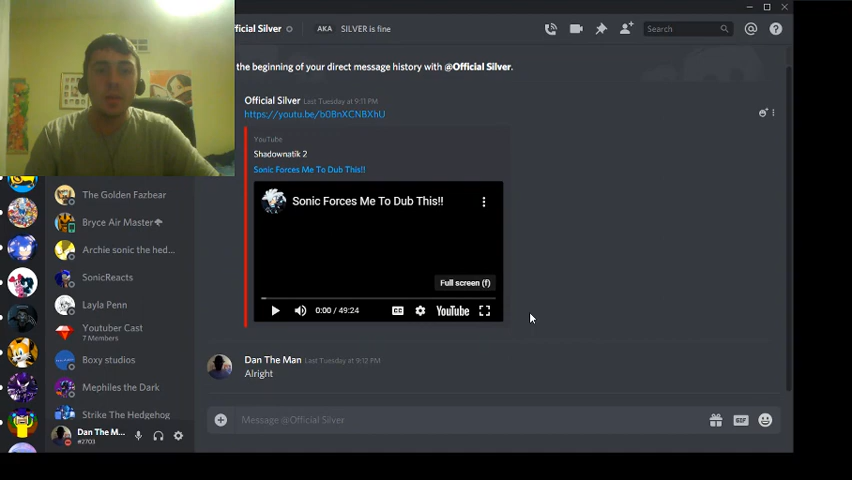 fficial Silver
AKA
SILVER is fine
Search
the beginning of your direct message history with @Official Silver.
Official Silver Last Tuesday at 9:11 PM
YouTube
Shadownatik 2
Sonic Forces Me To Dub This!!
Sonic Forces Me To Dub This!!
Full screen (f)
0:00 / 49:24
CC
YouTube
Dan The Man Last Tuesday at 9:12 PM
Alright
GIF
Message @Official Silver
The Golden Fazbear
Bryce Air Master
Archie sonic the hed...
SonicReacts
Layla Penn
Youtuber Cast
7 Members
Boxy studios
Mephiles the Dark
Strike The Hedgehog
Dan The M...
#2703